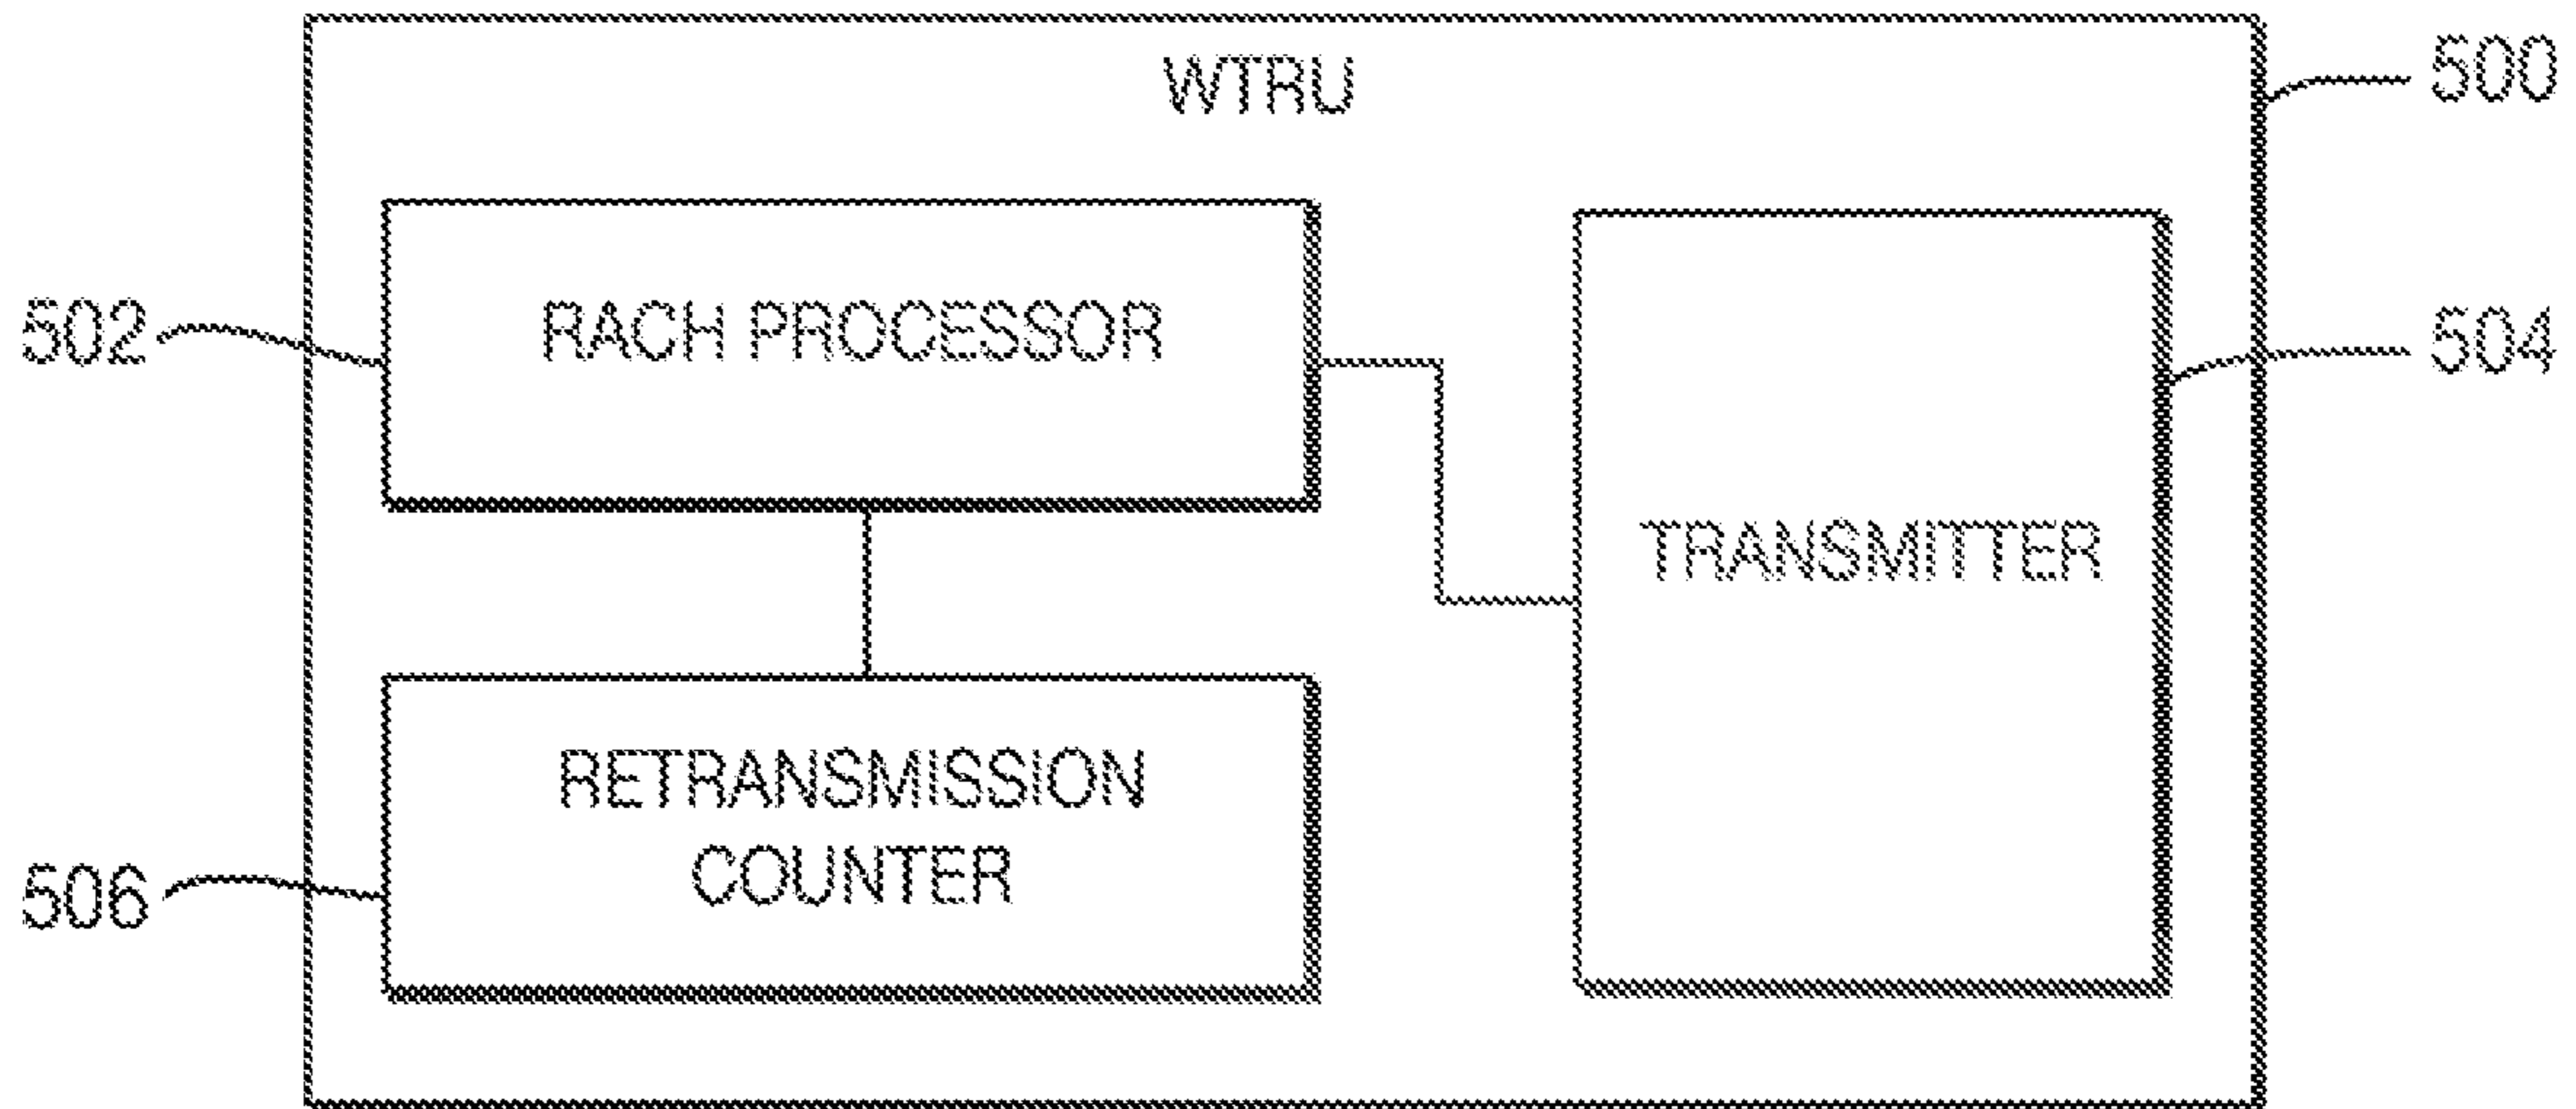 WTRU
500
502
RACH PROCESSOR
504
TRANSMITTER
RETRANSMISSION
COUNTER
506